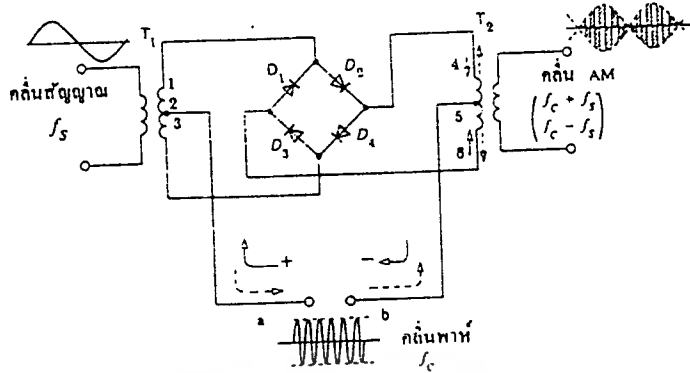 T1
T2
คลื่นสัญญาณ
fS
1
2
3
D1
D2
D3
D4
4
7
5
6
คลื่น AM
fC + fS
fC - fS
+
−
a
b
คลื่นพาห์
fC